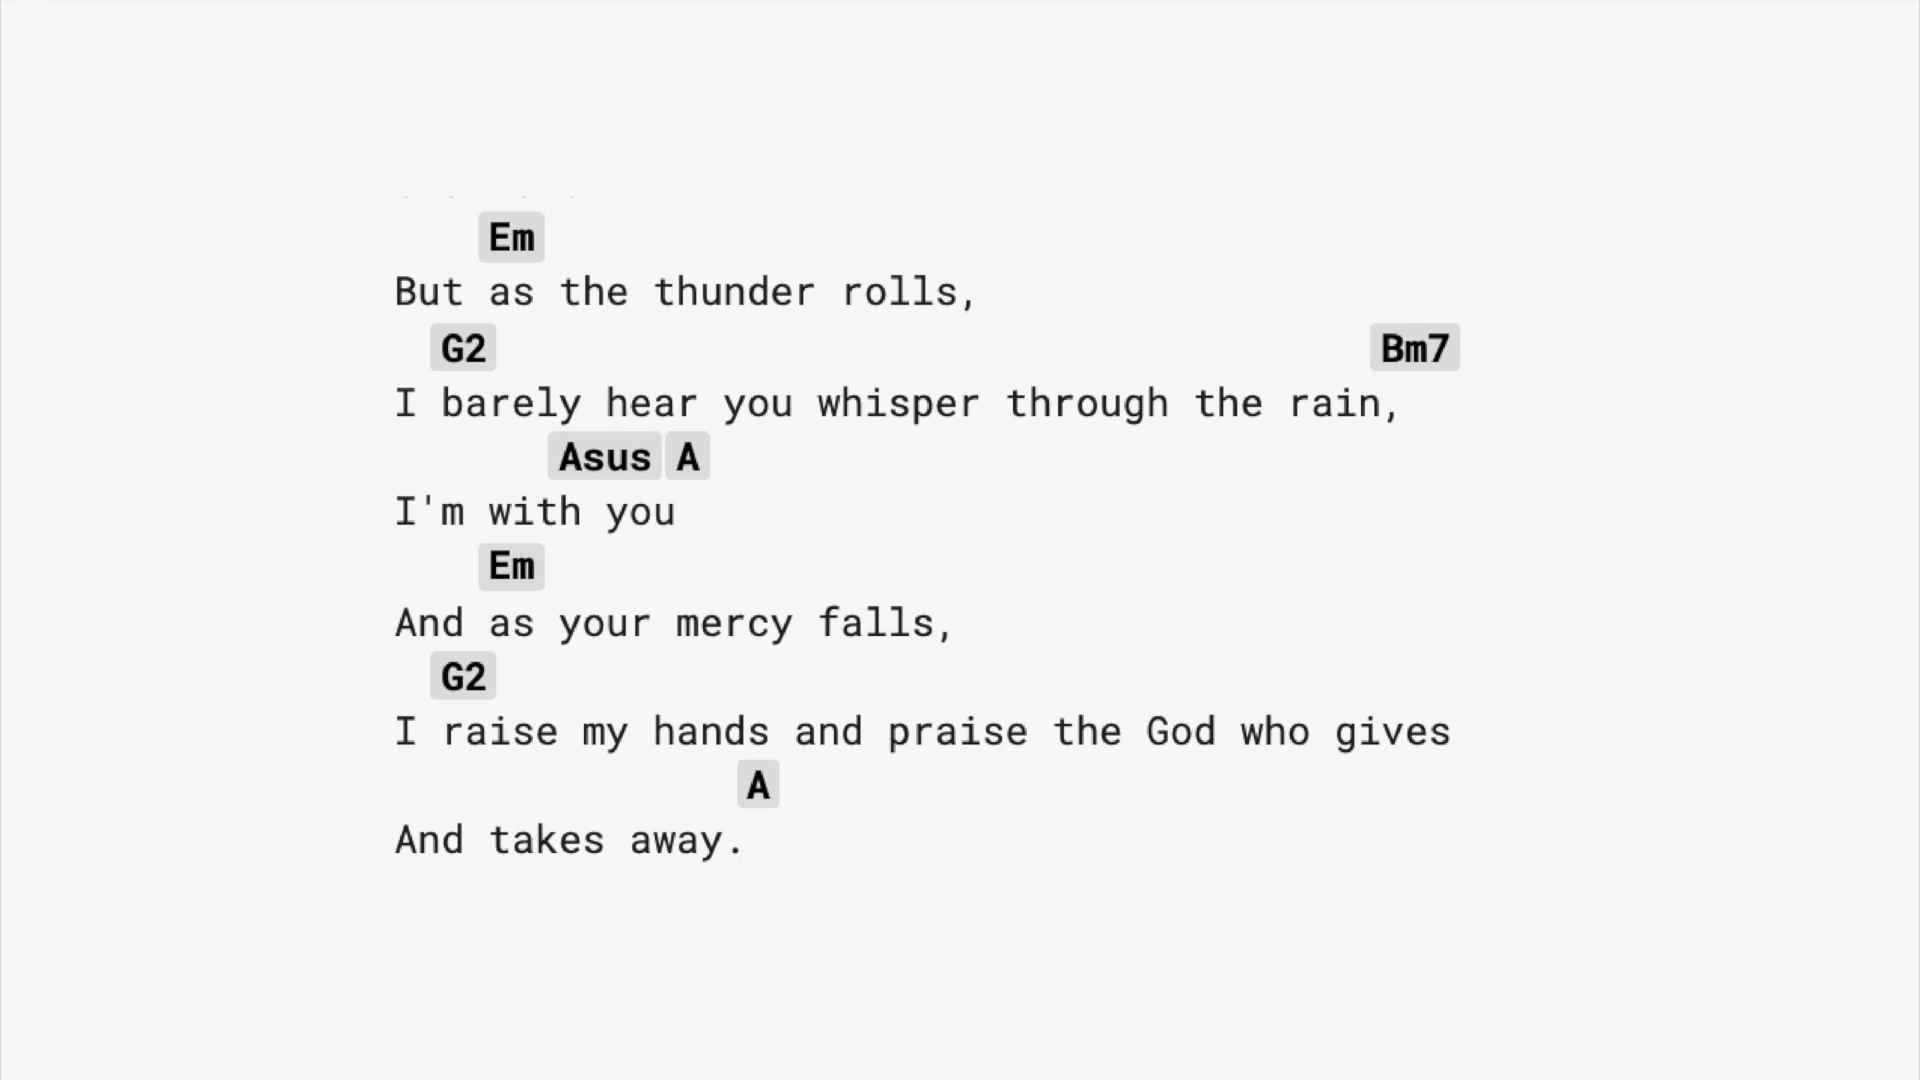 Em
But as the thunder rolls,
G2 Bm7
I barely hear you whisper through the rain,
Asus A
I'm with you
Em
And as your mercy falls,
G2
I raise my hands and praise the God who gives
A
And takes away.